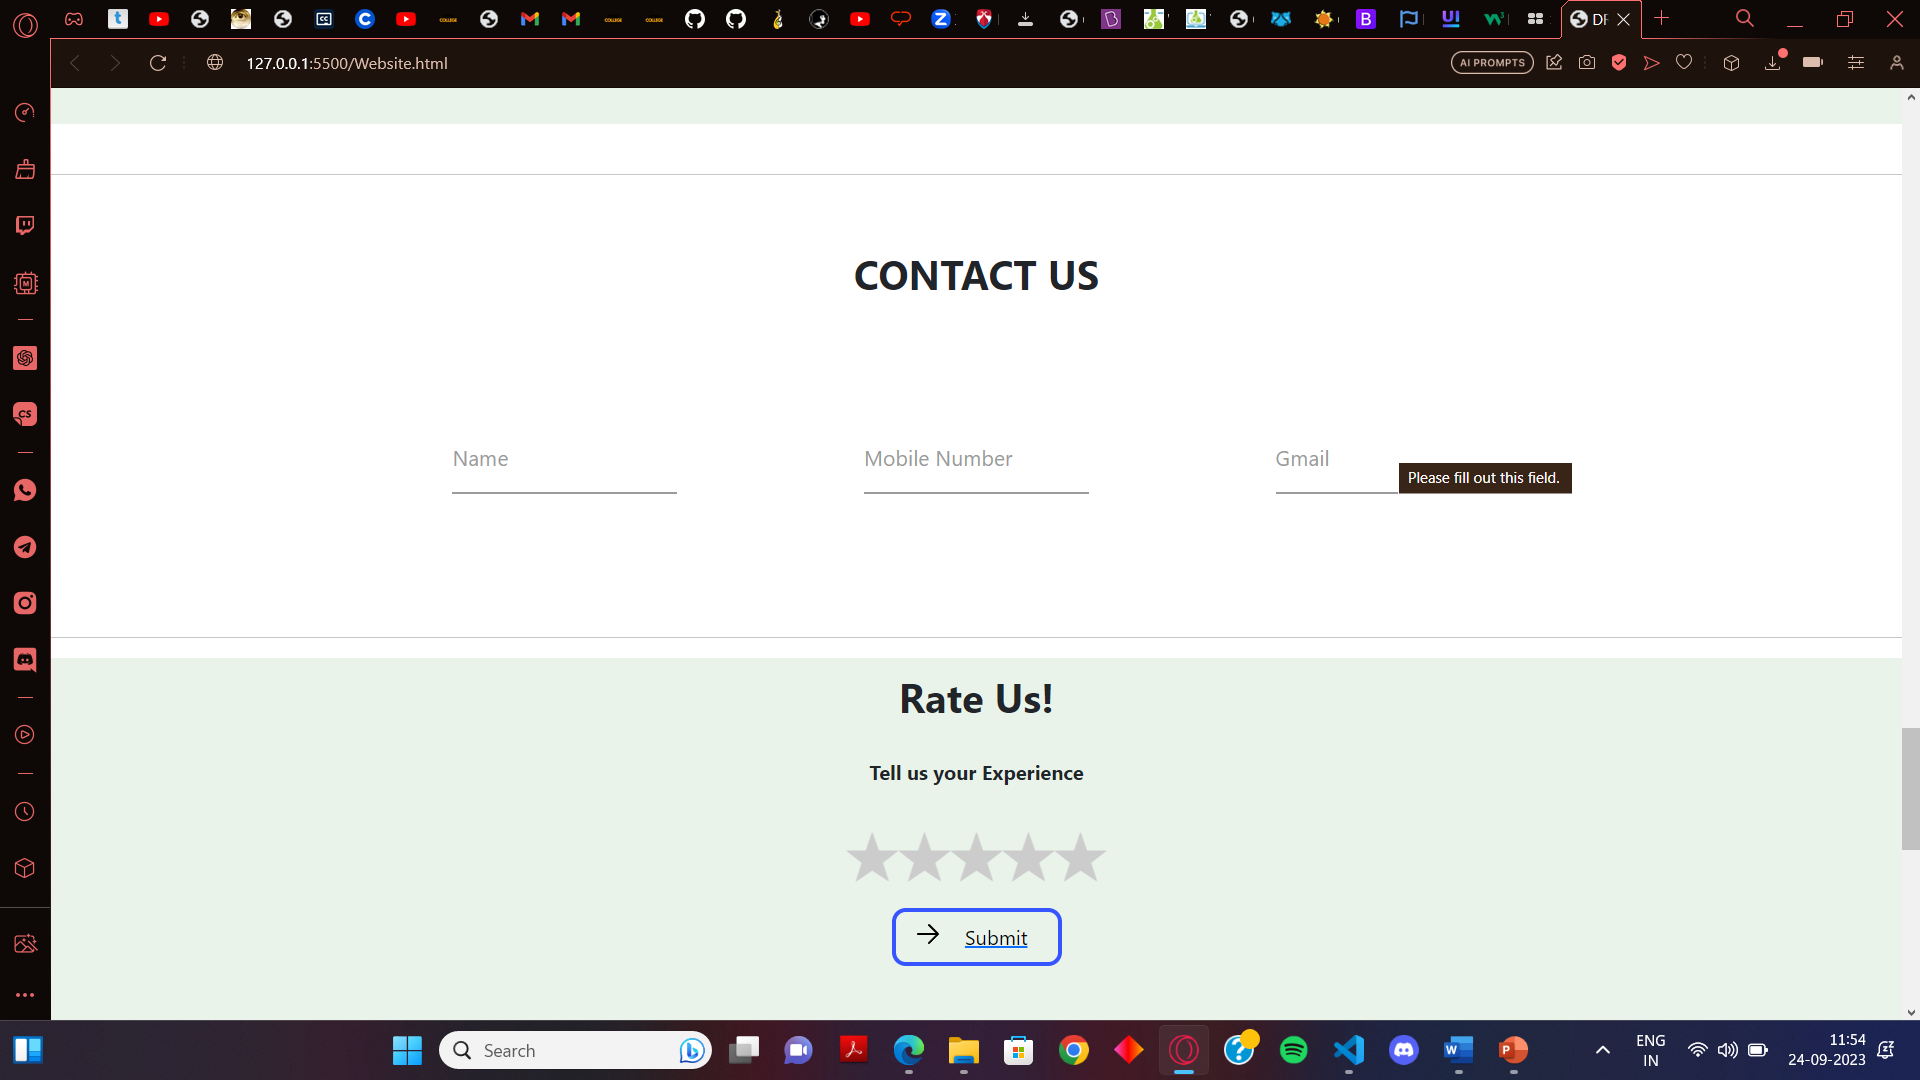 DF
AI PROMPTS
127.0.0.1:5500/Website.html
CONTACT US
Name
Mobile Number
Gmail
Please fill out this field.
Rate Us!
Tell us your Experience
Submit
Search
ENG
IN
11:54
24-09-2023